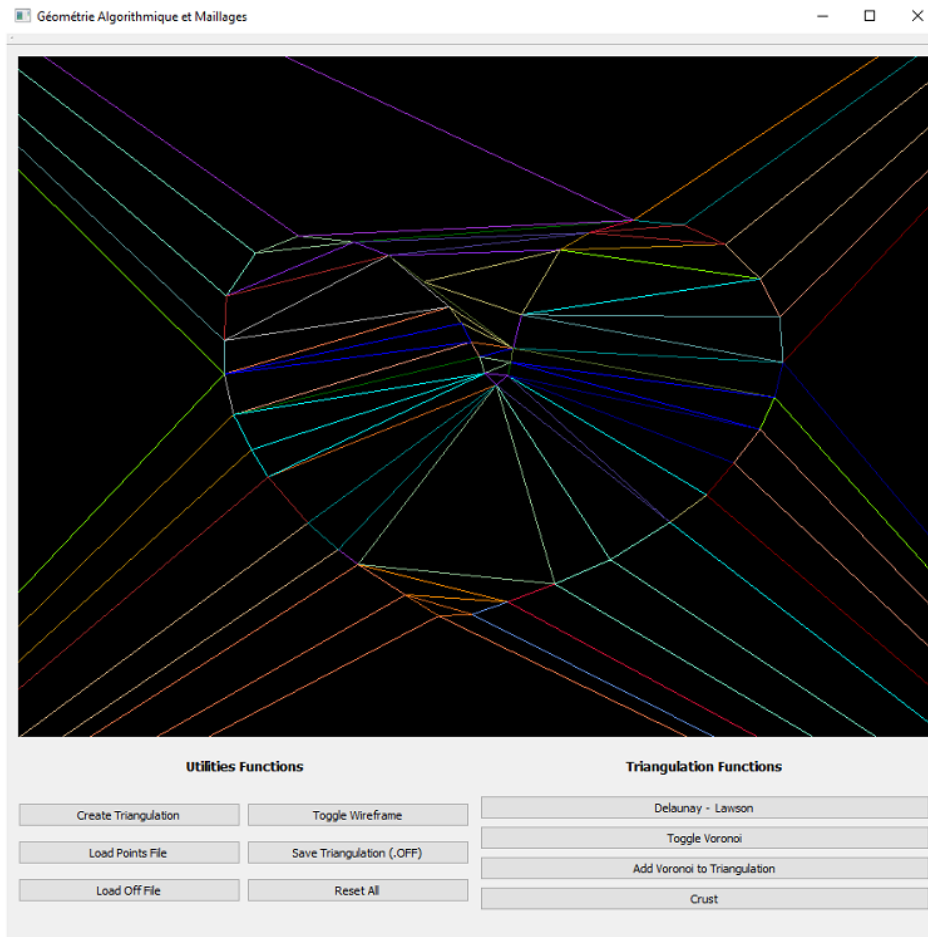 Géométrie Algorithmique et Maillages
Utilities Functions
Create Triangulation
Toggle Wireframe
Load Points File
Save Triangulation (.OFF)
Load Off File
Reset All
Triangulation Functions
Delaunay - Lawson
Toggle Voronoi
Add Voronoi to Triangulation
Crust